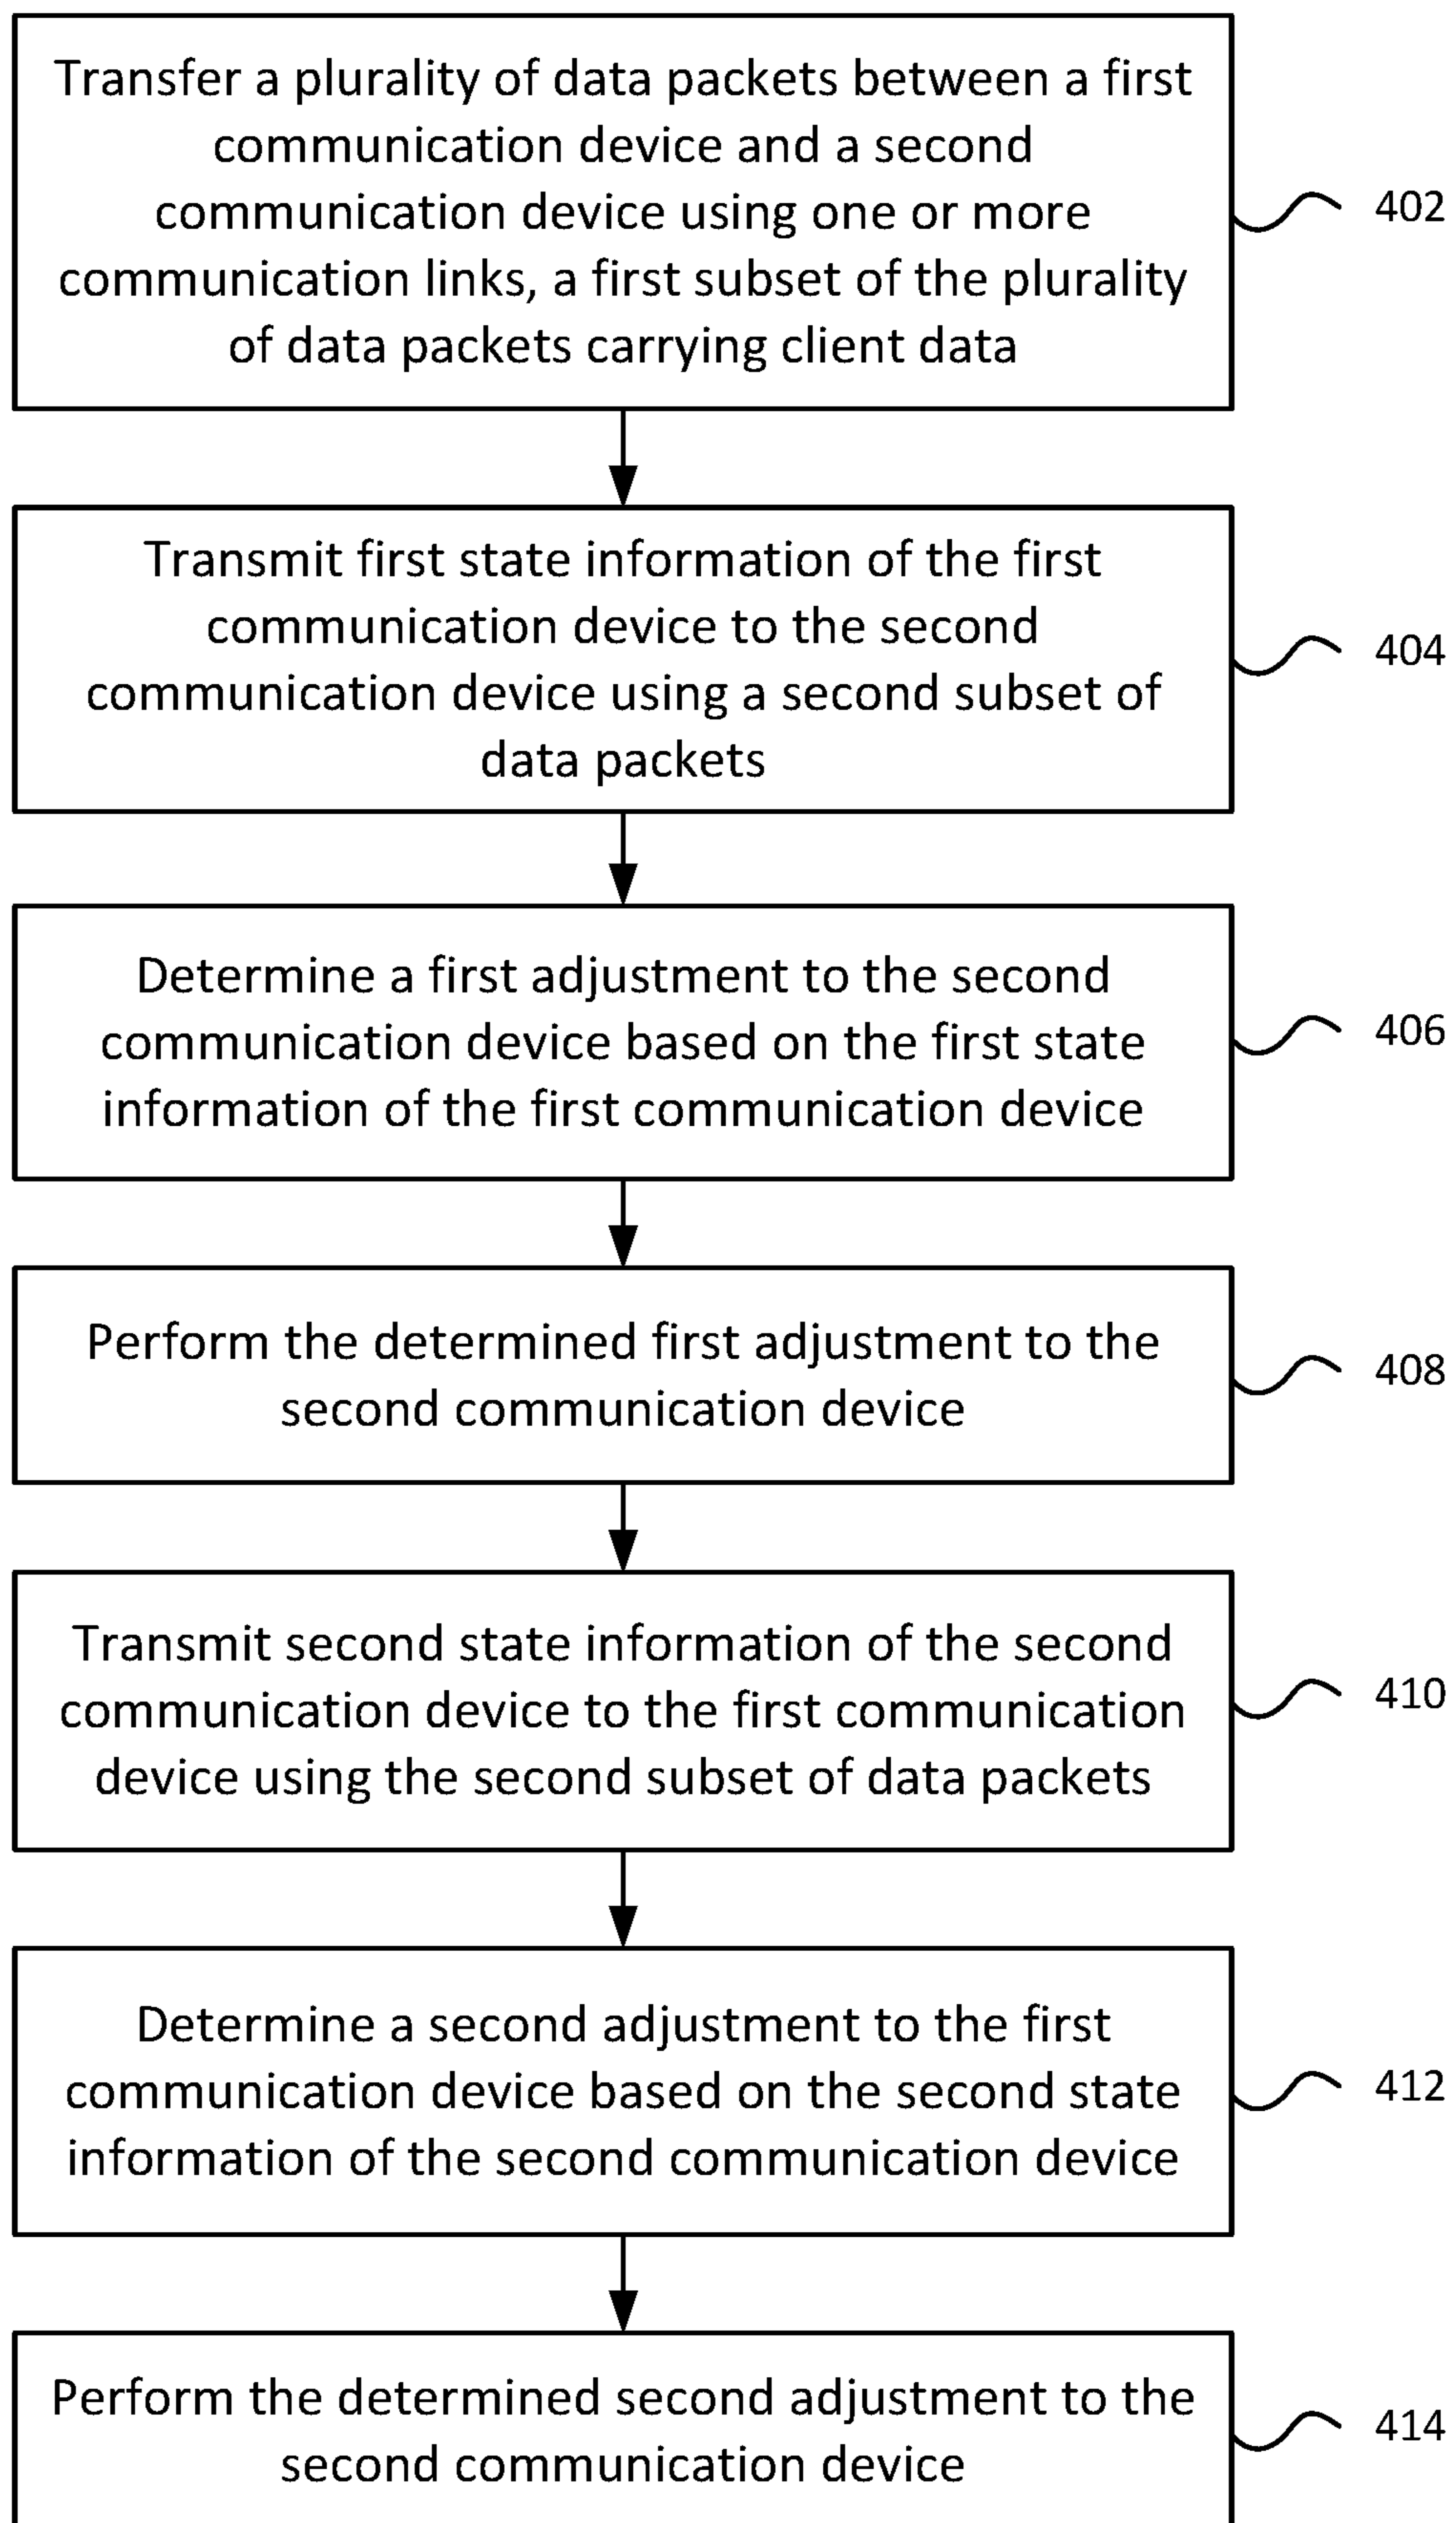 Transfer a plurality of data packets between a first
communication device and a second
communication device using one or more
communication links, a first subset of the plurality
of data packets carrying client data
402
Transmit first state information of the first
communication device to the second
communication device using a second subset of
data packets
404
Determine a first adjustment to the second
communication device based on the first state
information of the first communication device
406
Perform the determined first adjustment to the
second communication device
408
Transmit second state information of the second
communication device to the first communication
device using the second subset of data packets
410
Determine a second adjustment to the first
communication device based on the second state
information of the second communication device
412
Perform the determined second adjustment to the
second communication device
414